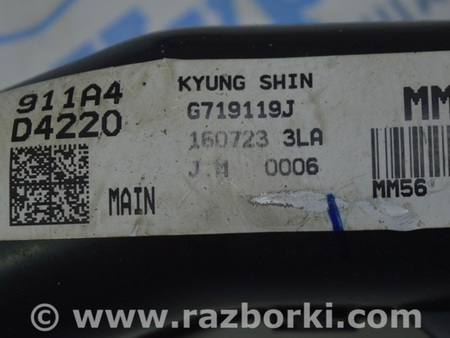 911A4
D4220
KYUNG SHIN
G719119J
160723 3LA
J M 0006
MAIN
MM
MM56
© www.razborki.com